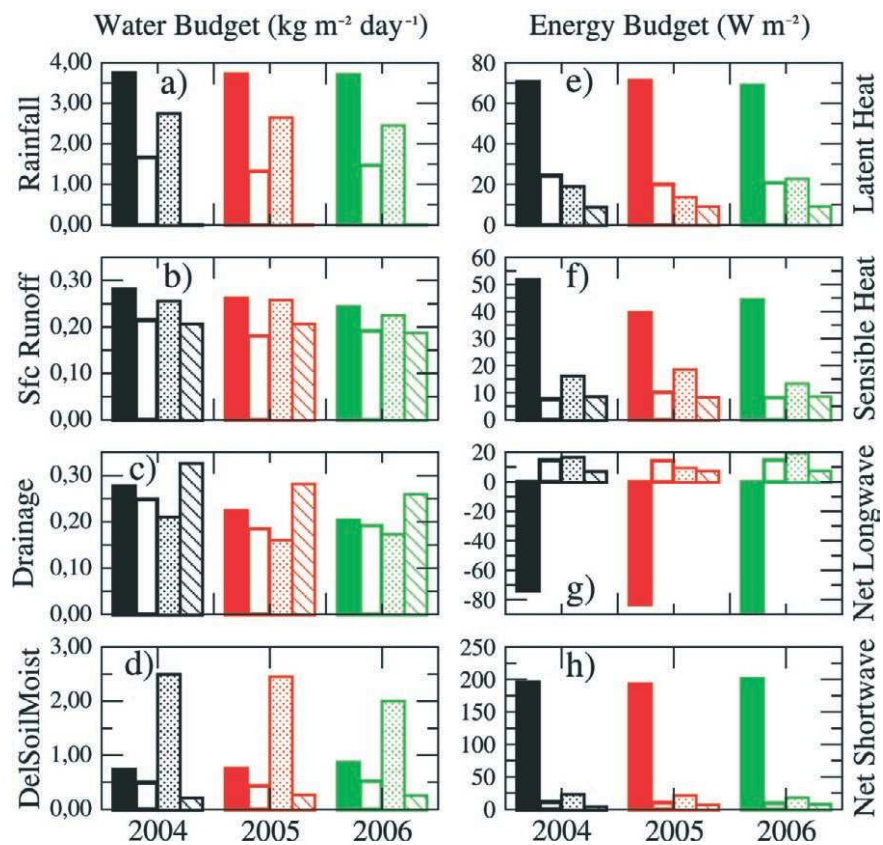 Water Budget (kg m⁻² day⁻¹)
Energy Budget (W m⁻²)
4,00
3,00
2,00
1,00
0,00
Rainfall
a)
80
60
40
20
0
e)
Latent Heat
0,30
0,20
0,10
0,00
Sfc Runoff
b)
60
50
40
30
20
10
0
f)
Sensible Heat
0,30
0,20
0,10
0,00
Drainage
c)
20
0
-20
-40
-60
-80
g)
Net Longwave
3,00
2,00
1,00
0,00
DelSoilMoist
d)
250
200
150
100
50
0
h)
Net Shortwave
2004 2005 2006
2004 2005 2006